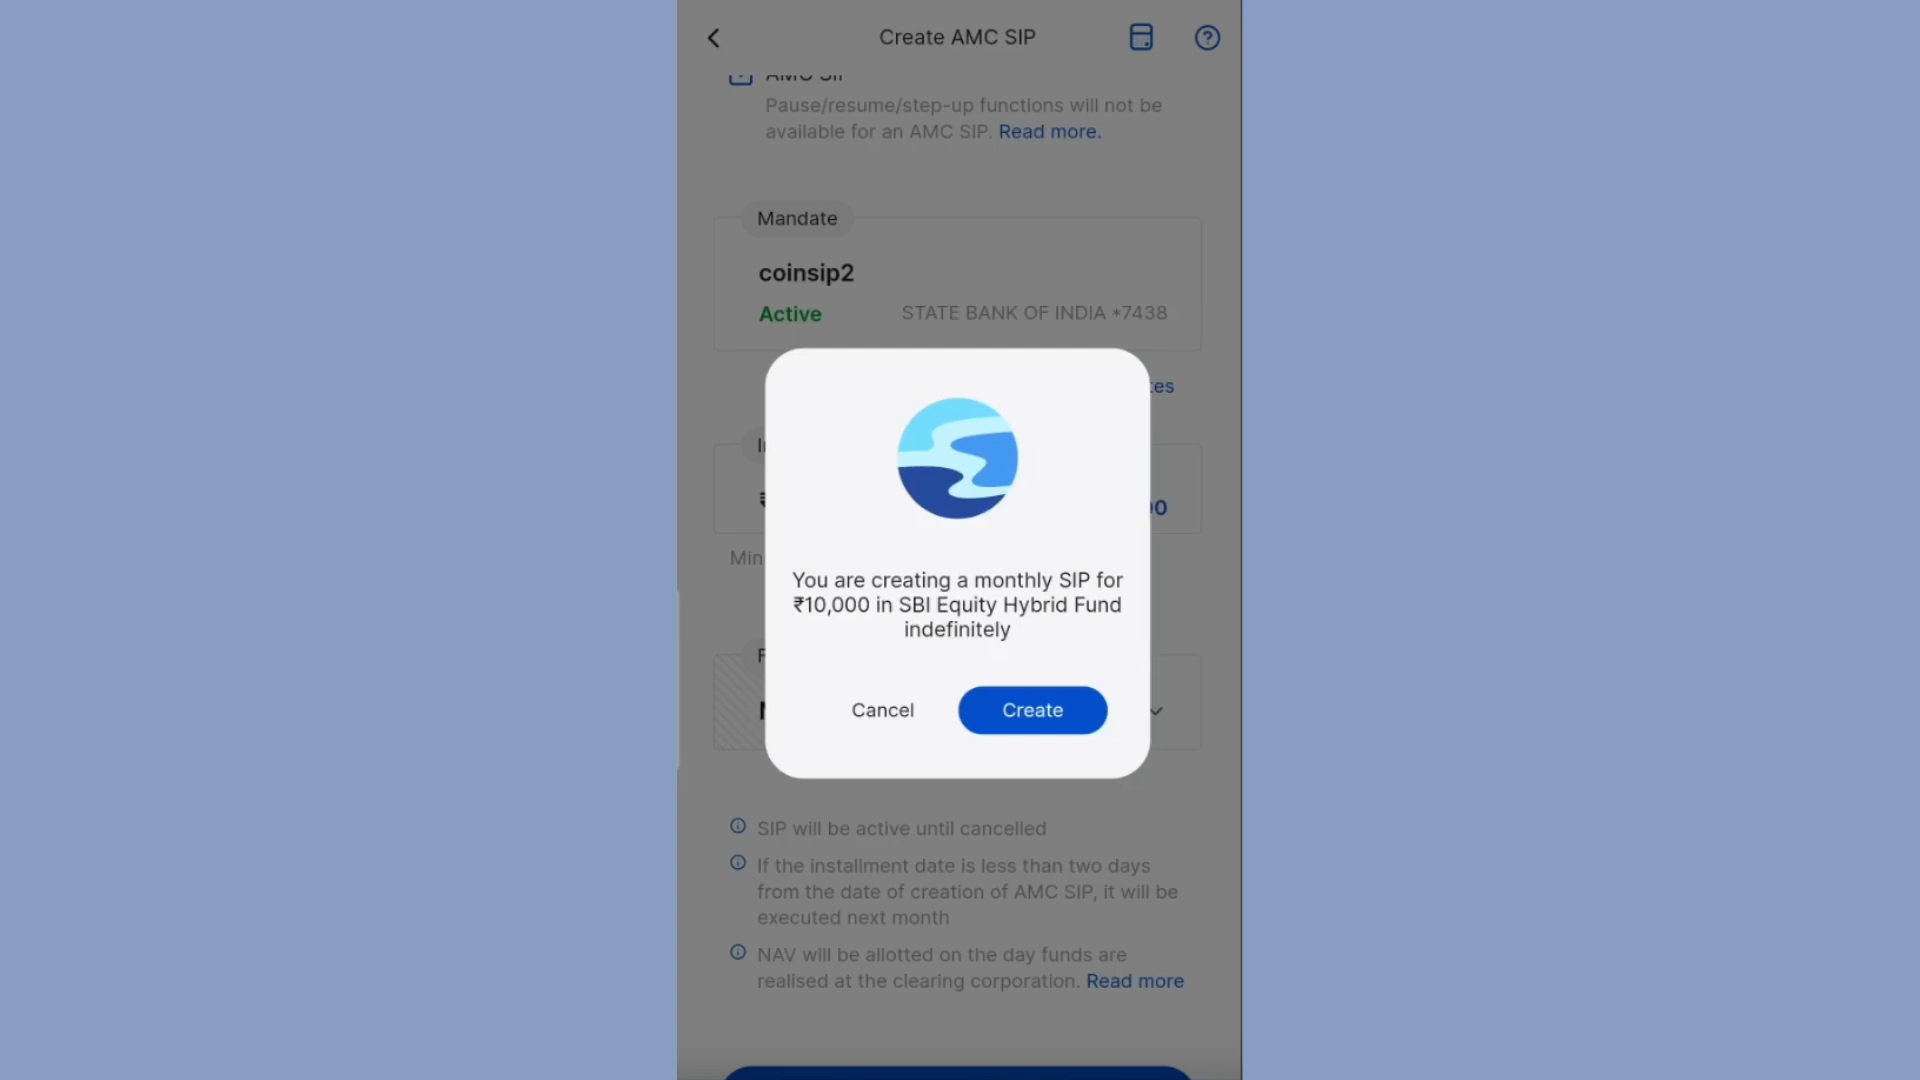 Create AMC SIP
AMC SIP
Pause/resume/step-up functions will not be
available for an AMC SIP. Read more.
Mandate
coinsip2
Active
STATE BANK OF INDIA *7438
You are creating a monthly SIP for
₹10,000 in SBI Equity Hybrid Fund
indefinitely
Cancel
Create
Min
SIP will be active until cancelled
If the installment date is less than two days
from the date of creation of AMC SIP, it will be
executed next month
NAV will be allotted on the day funds are
realised at the clearing corporation. Read more